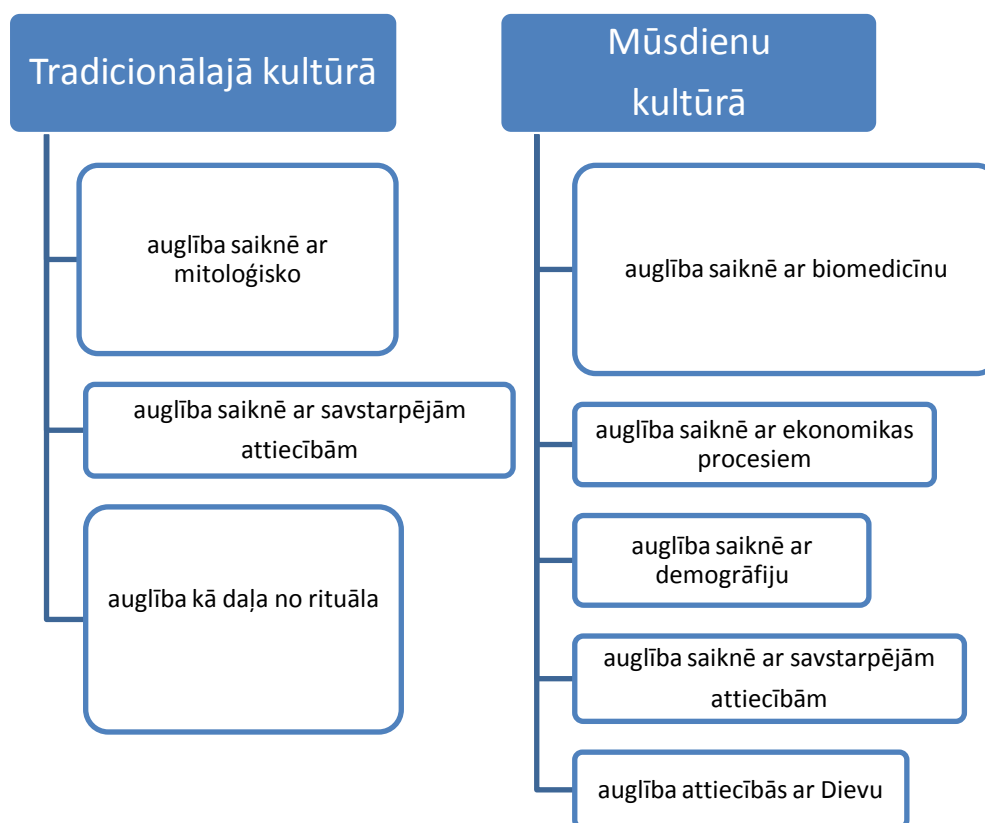 Tradicionālajā kultūrā
auglība saiknē ar
mitoloģisko
auglība saiknē ar savstarpējām
attiecībām
auglība kā daļa no rituāla
Mūsdienu
kultūrā
auglība saiknē ar biomedicīnu
auglība saiknē ar ekonomikas
procesiem
auglība saiknē ar
demogrāfiju
auglība saiknē ar savstarpējām
attiecībām
auglība attiecībās ar Dievu